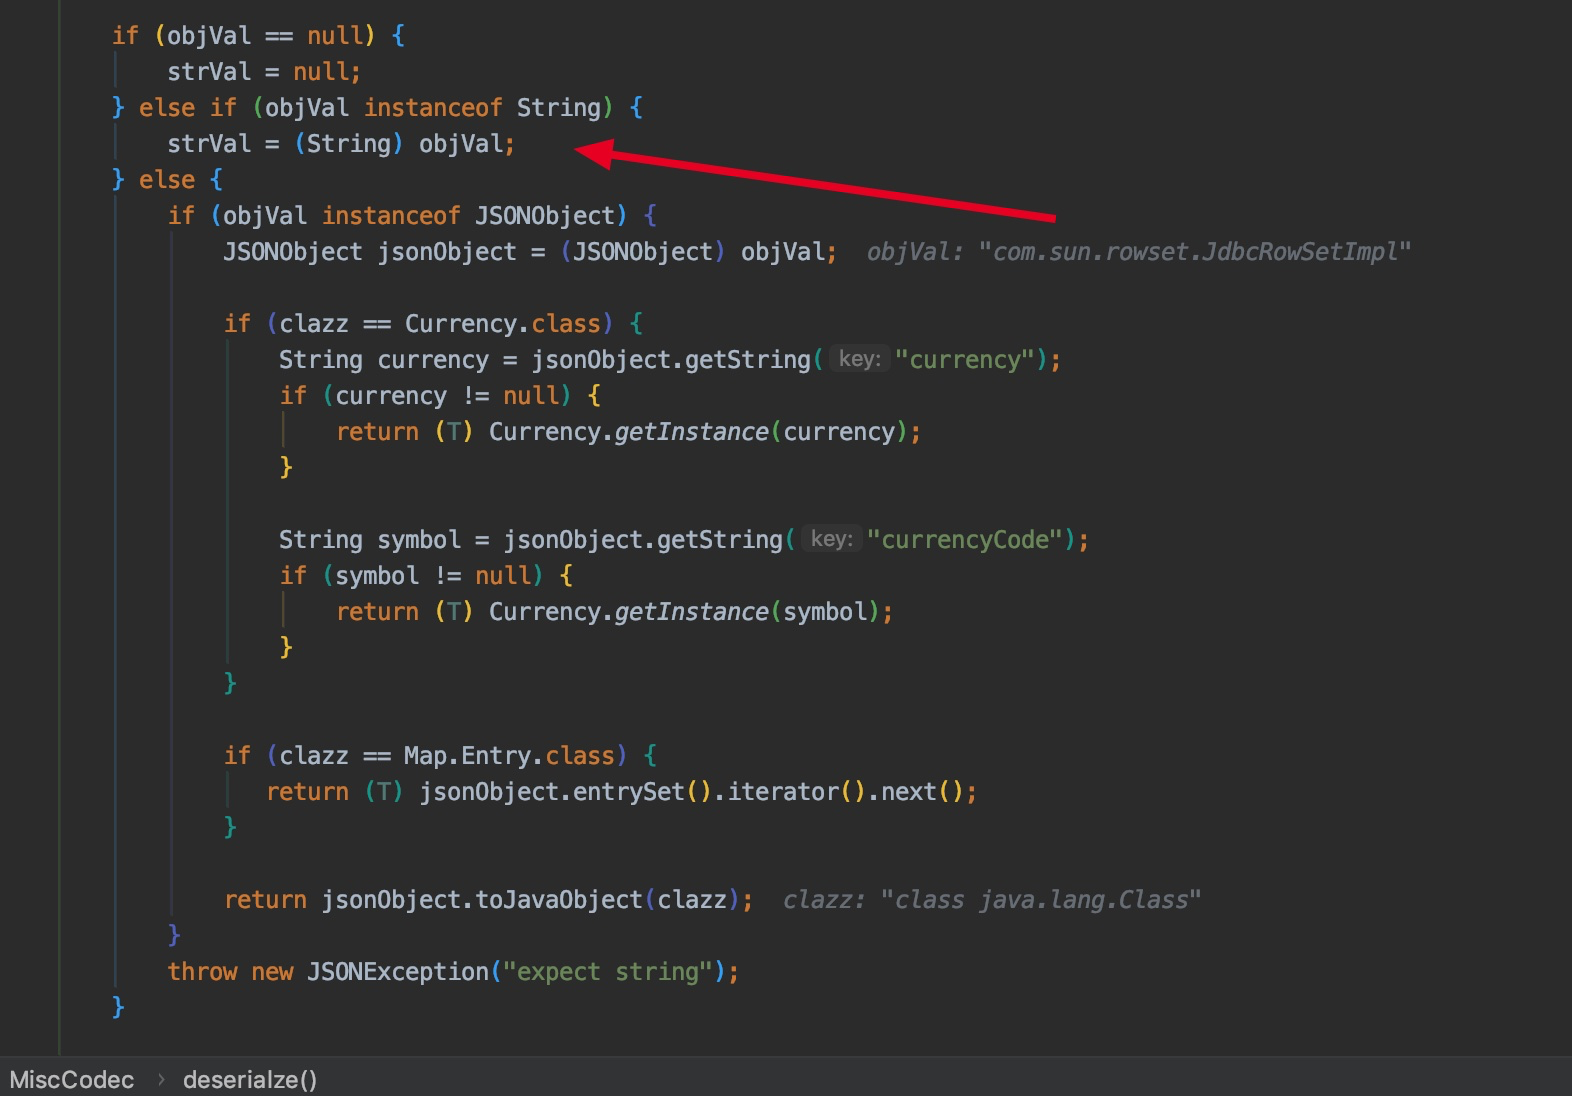 if (objVal == null) {
strVal = null;
} else if (objVal instanceof String) {
strVal = (String) objVal;
} else {
if (objVal instanceof JSONObject) {
JSONObject jsonObject = (JSONObject) objVal; objVal: "com.sun.rowset.JdbcRowSetImpl"
if (clazz == Currency.class) {
String currency = jsonObject.getString( key: "currency");
if (currency != null) {
return (T) Currency.getInstance(currency);
}
String symbol = jsonObject.getString( key: "currencyCode");
if (symbol != null) {
return (T) Currency.getInstance(symbol);
}
}
if (clazz == Map.Entry.class) {
return (T) jsonObject.entrySet().iterator().next();
}
return jsonObject.toJavaObject(clazz); clazz: "class java.lang.Class"
}
throw new JSONException("expect string");
}
MiscCodec › deserialze()